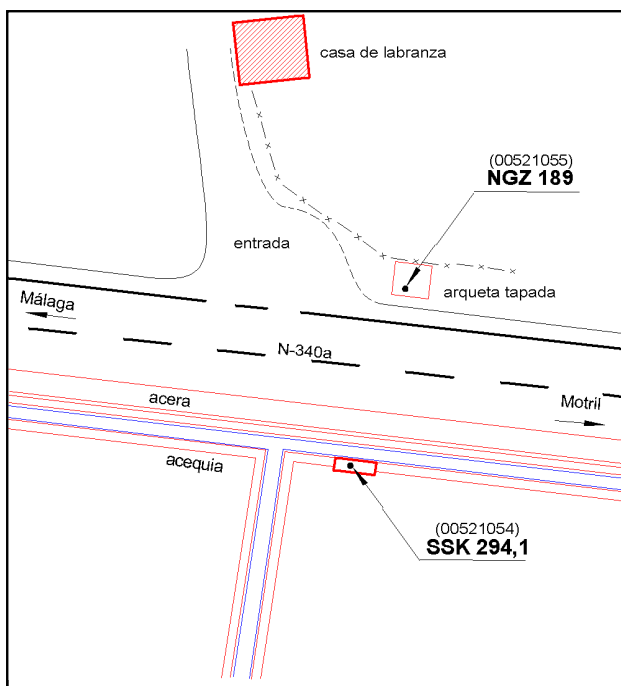 casa de labranza
(00521055)
NGZ 189
entrada
arqueta tapada
Málaga
N-340a
Motril
acera
acequia
(00521054)
SSK 294,1